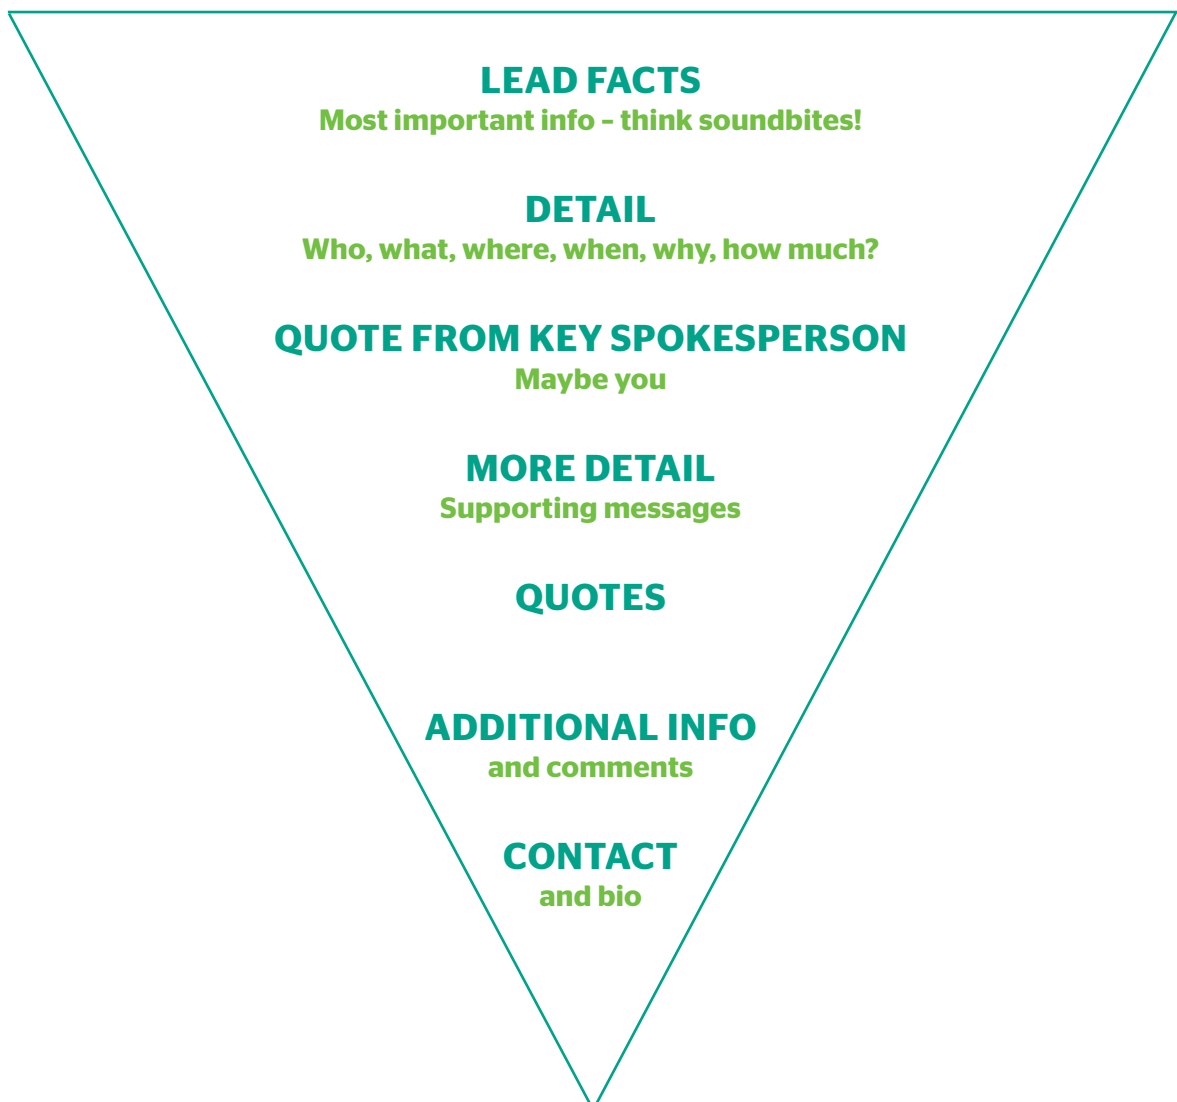 LEAD FACTS
Most important info – think soundbites!
DETAIL
Who, what, where, when, why, how much?
QUOTE FROM KEY SPOKESPERSON
Maybe you
MORE DETAIL
Supporting messages
QUOTES
ADDITIONAL INFO
and comments
CONTACT
and bio